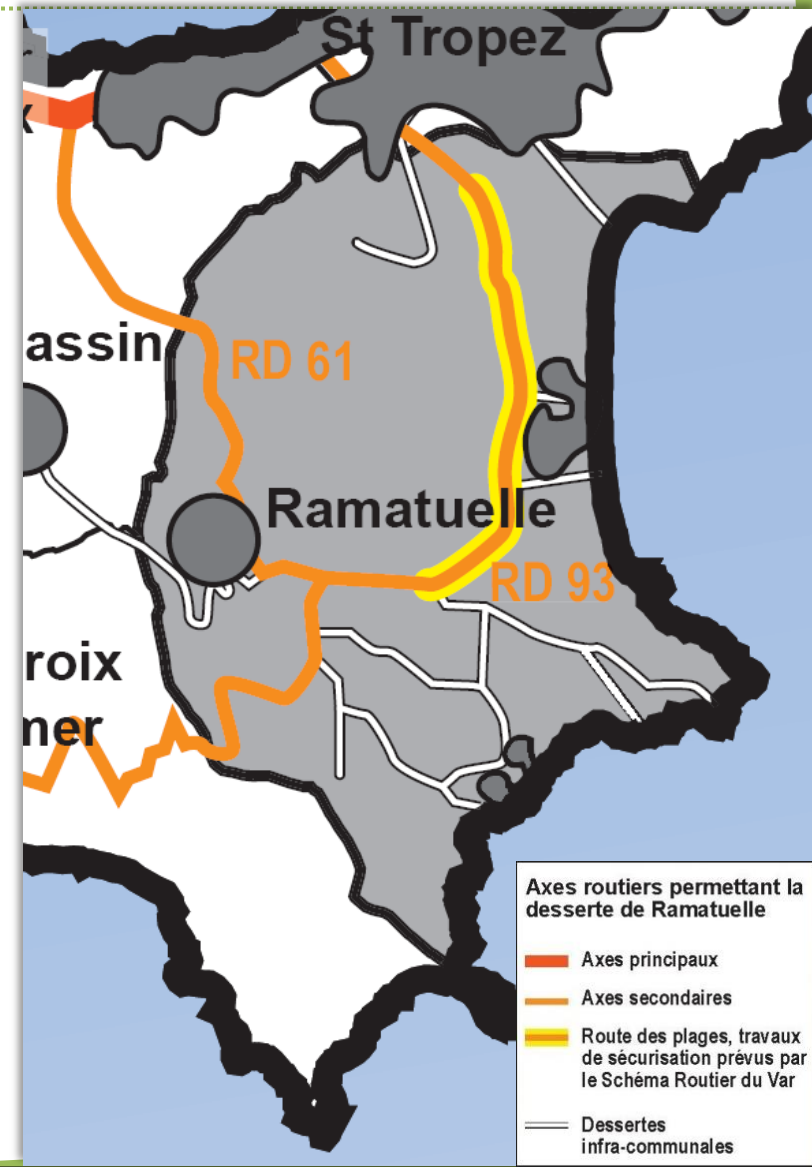 St Tropez
assin
RD 61
Ramatuelle
RD 93
roix
mer
Axes routiers permettant la
desserte de Ramatuelle
Axes principaux
Axes secondaires
Route des plages, travaux
de sécurisation prévus par
le Schéma Routier du Var
Dessertes
infra-communales